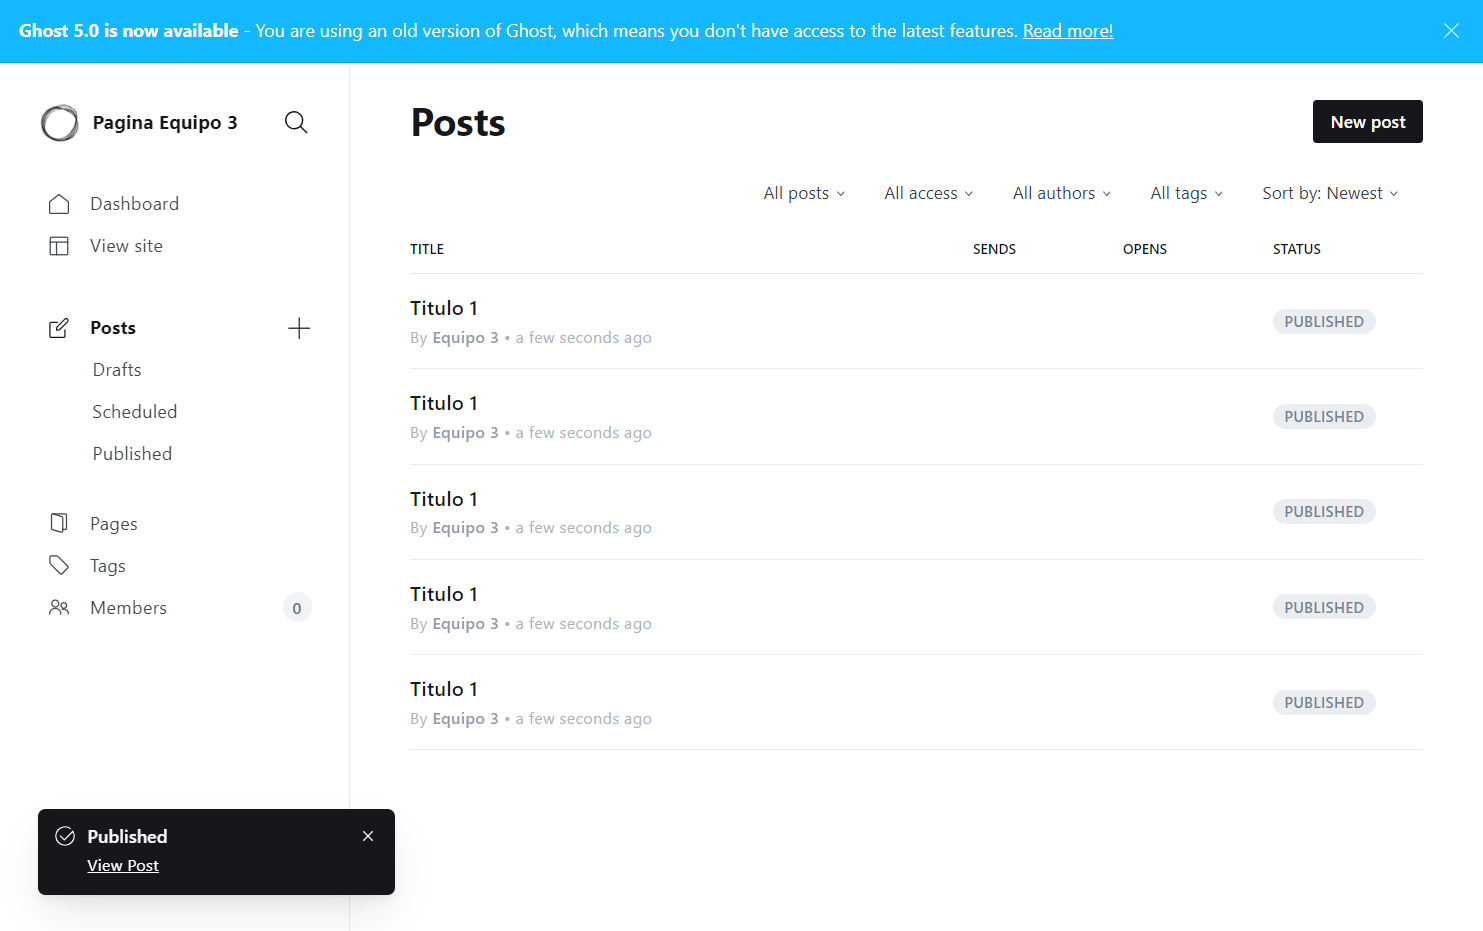 Ghost 5.0 is now available - You are using an old version of Ghost, which means you don't have access to the latest features. Read more!
Pagina Equipo 3
Dashboard
View site
Posts
Drafts
Scheduled
Published
Pages
Tags
Members 0
Posts
New post
All posts All access All authors All tags Sort by: Newest
TITLE SENDS OPENS STATUS
Titulo 1
By Equipo 3 • a few seconds ago
PUBLISHED
Titulo 1
By Equipo 3 • a few seconds ago
PUBLISHED
Titulo 1
By Equipo 3 • a few seconds ago
PUBLISHED
Titulo 1
By Equipo 3 • a few seconds ago
PUBLISHED
Titulo 1
By Equipo 3 • a few seconds ago
PUBLISHED
Published
View Post